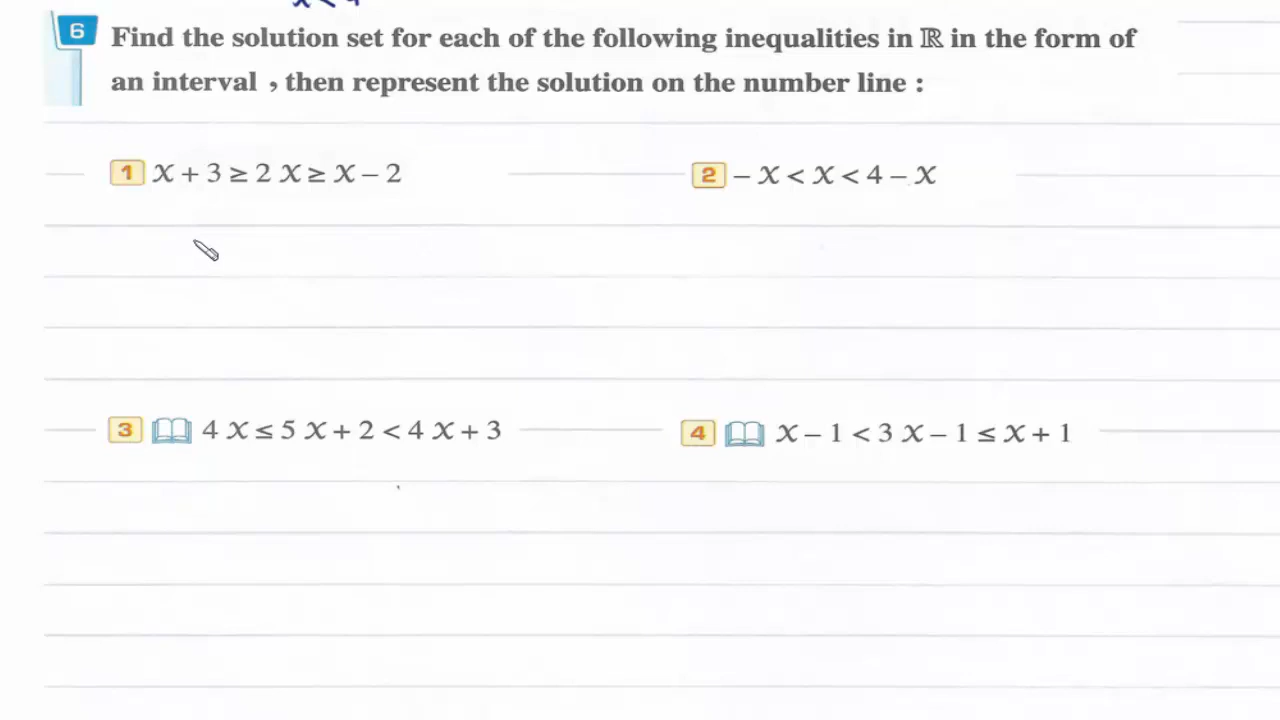 x < 4
6
Find the solution set for each of the following inequalities in ℝ in the form of
an interval , then represent the solution on the number line :
1 x + 3 ≥ 2 x ≥ x – 2
2 – x < x < 4 – x
3 4 x ≤ 5 x + 2 < 4 x + 3
4 x – 1 < 3 x – 1 ≤ x + 1